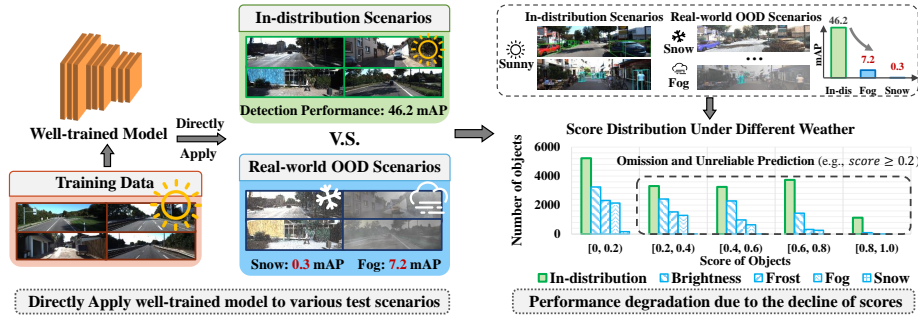 In-distribution Scenarios
Detection Performance: 46.2 mAP
Well-trained Model
Directly
Apply
V.S.
Training Data
Real-world OOD Scenarios
Snow: 0.3 mAP
Fog: 7.2 mAP
Directly Apply well-trained model to various test scenarios
In-distribution Scenarios
Real-world OOD Scenarios
Sunny
Snow
...
Fog
mAP
46.2
7.2
0.3
In-dis Fog Snow
Score Distribution Under Different Weather
Number of objects
6000
4000
2000
0
Omission and Unreliable Prediction (e.g., score ≥ 0.2)
[0, 0.2) [0.2, 0.4) [0.4, 0.6) [0.6, 0.8) [0.8, 1.0)
Score of Objects
In-distribution Brightness Frost Fog Snow
Performance degradation due to the decline of scores